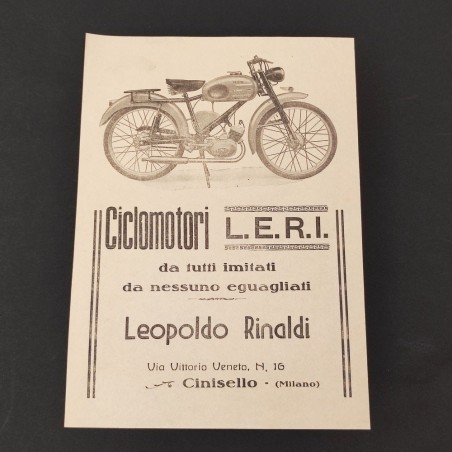 Ciclomotori L.E.R.I.
da tutti imitati
da nessuno eguagliati
Leopoldo Rinaldi
Via Vittorio Veneto, N, 16
Cinisello - (Milano)